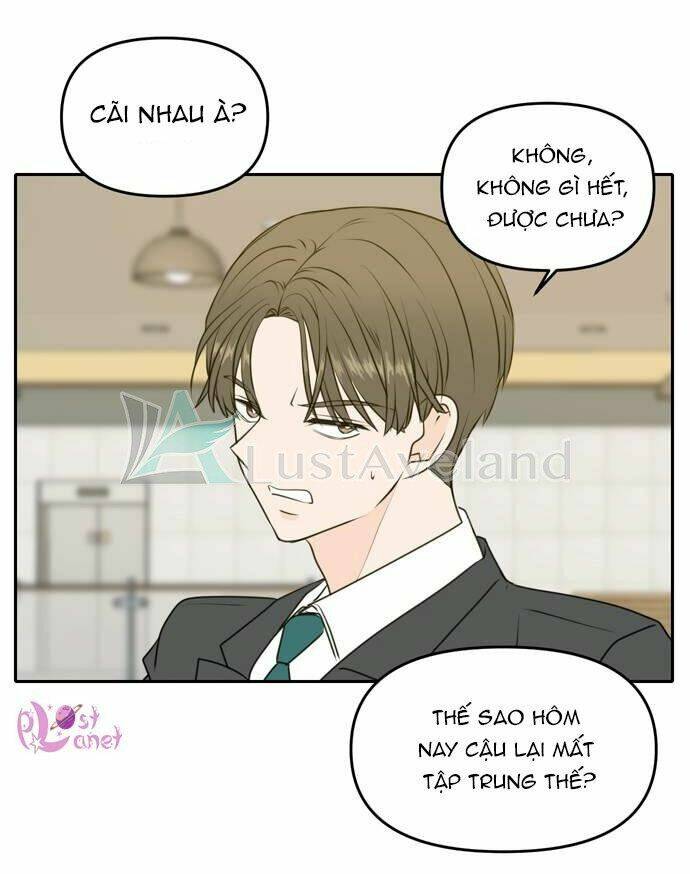 CÃI NHAU À?
KHÔNG,
KHÔNG GÌ HẾT,
ĐƯỢC CHƯA?
LustAveland
THẾ SAO HÔM
NAY CẬU LẠI MẤT
TẬP TRUNG THẾ?
Lost
Planet